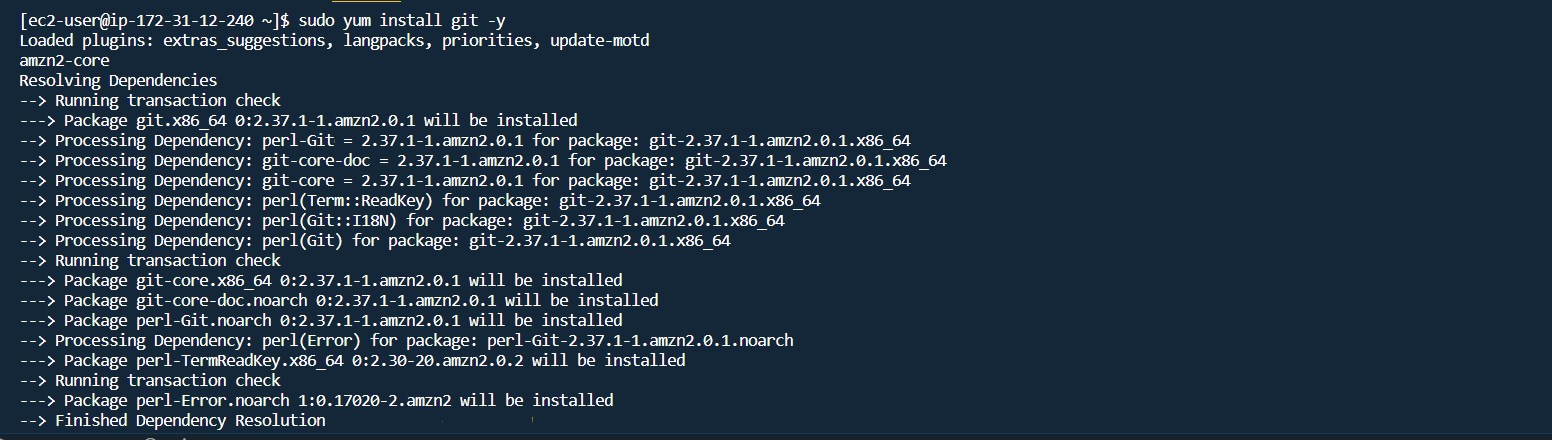 [ec2-user@ip-172-31-12-240 ~]$ sudo yum install git -y
Loaded plugins: extras_suggestions, langpacks, priorities, update-motd
amzn2-core
Resolving Dependencies
--> Running transaction check
---> Package git.x86_64 0:2.37.1-1.amzn2.0.1 will be installed
--> Processing Dependency: perl-Git = 2.37.1-1.amzn2.0.1 for package: git-2.37.1-1.amzn2.0.1.x86_64
--> Processing Dependency: git-core-doc = 2.37.1-1.amzn2.0.1 for package: git-2.37.1-1.amzn2.0.1.x86_64
--> Processing Dependency: git-core = 2.37.1-1.amzn2.0.1 for package: git-2.37.1-1.amzn2.0.1.x86_64
--> Processing Dependency: perl(Term::ReadKey) for package: git-2.37.1-1.amzn2.0.1.x86_64
--> Processing Dependency: perl(Git::I18N) for package: git-2.37.1-1.amzn2.0.1.x86_64
--> Processing Dependency: perl(Git) for package: git-2.37.1-1.amzn2.0.1.x86_64
--> Running transaction check
---> Package git-core.x86_64 0:2.37.1-1.amzn2.0.1 will be installed
---> Package git-core-doc.noarch 0:2.37.1-1.amzn2.0.1 will be installed
---> Package perl-Git.noarch 0:2.37.1-1.amzn2.0.1 will be installed
--> Processing Dependency: perl(Error) for package: perl-Git-2.37.1-1.amzn2.0.1.noarch
---> Package perl-TermReadKey.x86_64 0:2.30-20.amzn2.0.2 will be installed
--> Running transaction check
---> Package perl-Error.noarch 1:0.17020-2.amzn2 will be installed
--> Finished Dependency Resolution